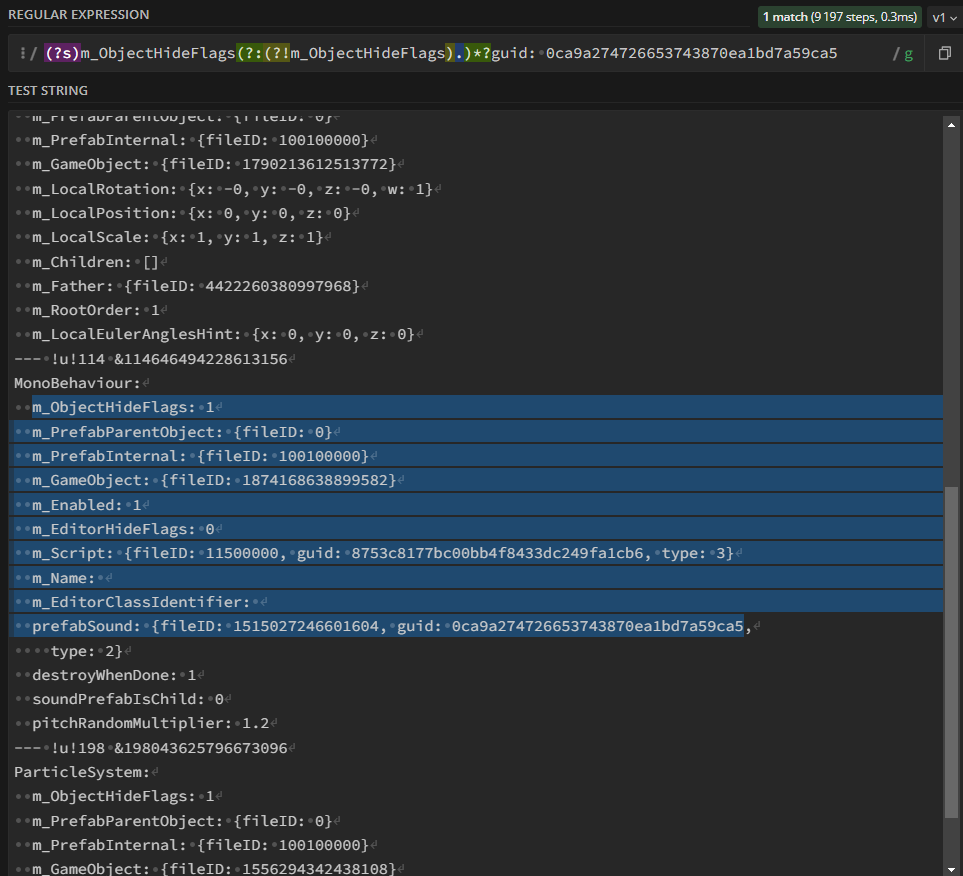 REGULAR EXPRESSION
1 match (9 197 steps, 0.3ms) v1
/ (?s)m_ObjectHideFlags(?:(?!m_ObjectHideFlags).)*?guid: 0ca9a274726653743870ea1bd7a59ca5 / g
TEST STRING
m_PrefabParentObject: {fileID: 0}
m_PrefabInternal: {fileID: 100100000}
m_GameObject: {fileID: 1790213612513772}
m_LocalRotation: {x: -0, y: -0, z: -0, w: 1}
m_LocalPosition: {x: 0, y: 0, z: 0}
m_LocalScale: {x: 1, y: 1, z: 1}
m_Children: []
m_Father: {fileID: 4422260380997968}
m_RootOrder: 1
m_LocalEulerAnglesHint: {x: 0, y: 0, z: 0}
--- !u!114 &114646494228613156
MonoBehaviour:
m_ObjectHideFlags: 1
m_PrefabParentObject: {fileID: 0}
m_PrefabInternal: {fileID: 100100000}
m_GameObject: {fileID: 1874168638899582}
m_Enabled: 1
m_EditorHideFlags: 0
m_Script: {fileID: 11500000, guid: 8753c8177bc00bb4f8433dc249fa1cb6, type: 3}
m_Name:
m_EditorClassIdentifier:
prefabSound: {fileID: 1515027246601604, guid: 0ca9a274726653743870ea1bd7a59ca5,
type: 2}
destroyWhenDone: 1
soundPrefabIsChild: 0
pitchRandomMultiplier: 1.2
--- !u!198 &198043625796673096
ParticleSystem:
m_ObjectHideFlags: 1
m_PrefabParentObject: {fileID: 0}
m_PrefabInternal: {fileID: 100100000}
m_GameObject: {fileID: 1556294342438108}